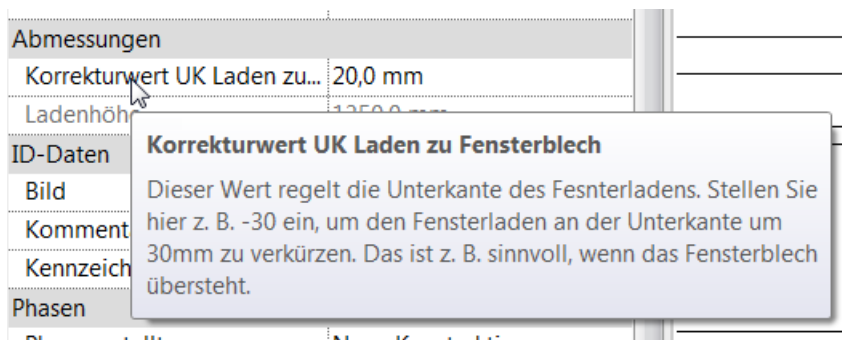 Abmessungen
Korrekturwert UK Laden zu... 20,0 mm
Ladenhöhe
ID-Daten
Korrekturwert UK Laden zu Fensterblech
Bild
Dieser Wert regelt die Unterkante des Fesnterladens. Stellen Sie
Komment
hier z. B. -30 ein, um den Fensterladen an der Unterkante um
30mm zu verkürzen. Das ist z. B. sinnvoll, wenn das Fensterblech
Kennzeich
übersteht.
Phasen